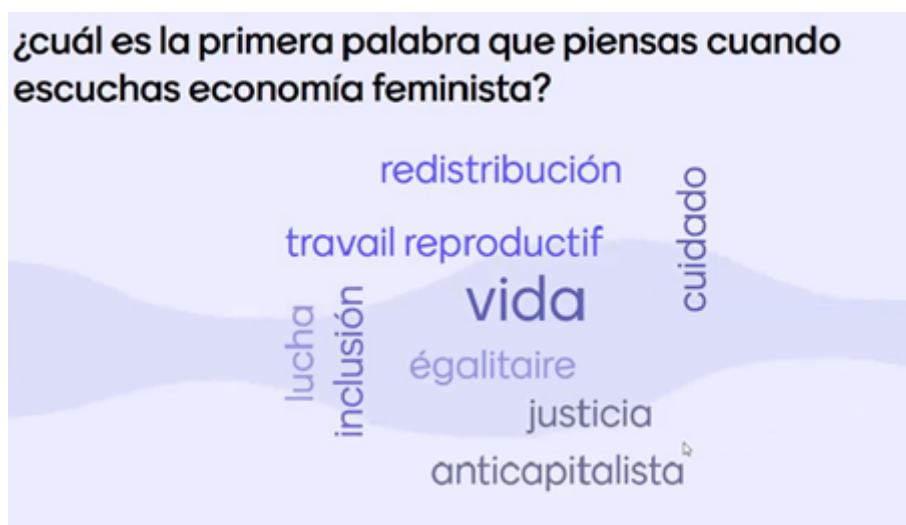 ¿cuál es la primera palabra que piensas cuando
escuchas economía feminista?
redistribución
cuidado
travail reproductif
vida
lucha
inclusión
égalitaire
justicia
anticapitalista